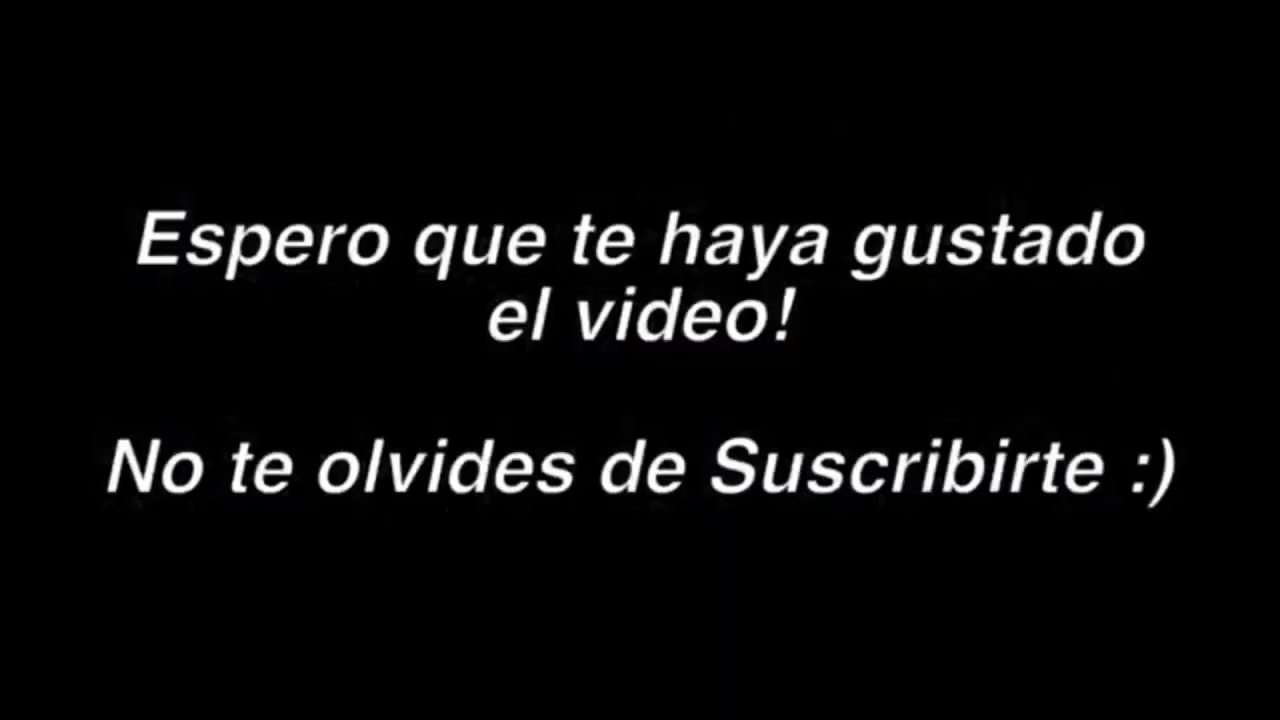 Espero que te haya gustado
el video!
No te olvides de Suscribirte :)